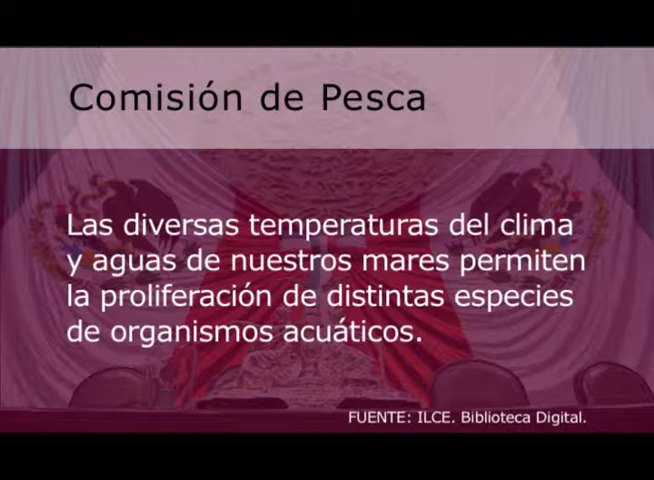 Comisión de Pesca
Las diversas temperaturas del clima
y aguas de nuestros mares permiten
la proliferación de distintas especies
de organismos acuáticos.
FUENTE: ILCE. Biblioteca Digital.